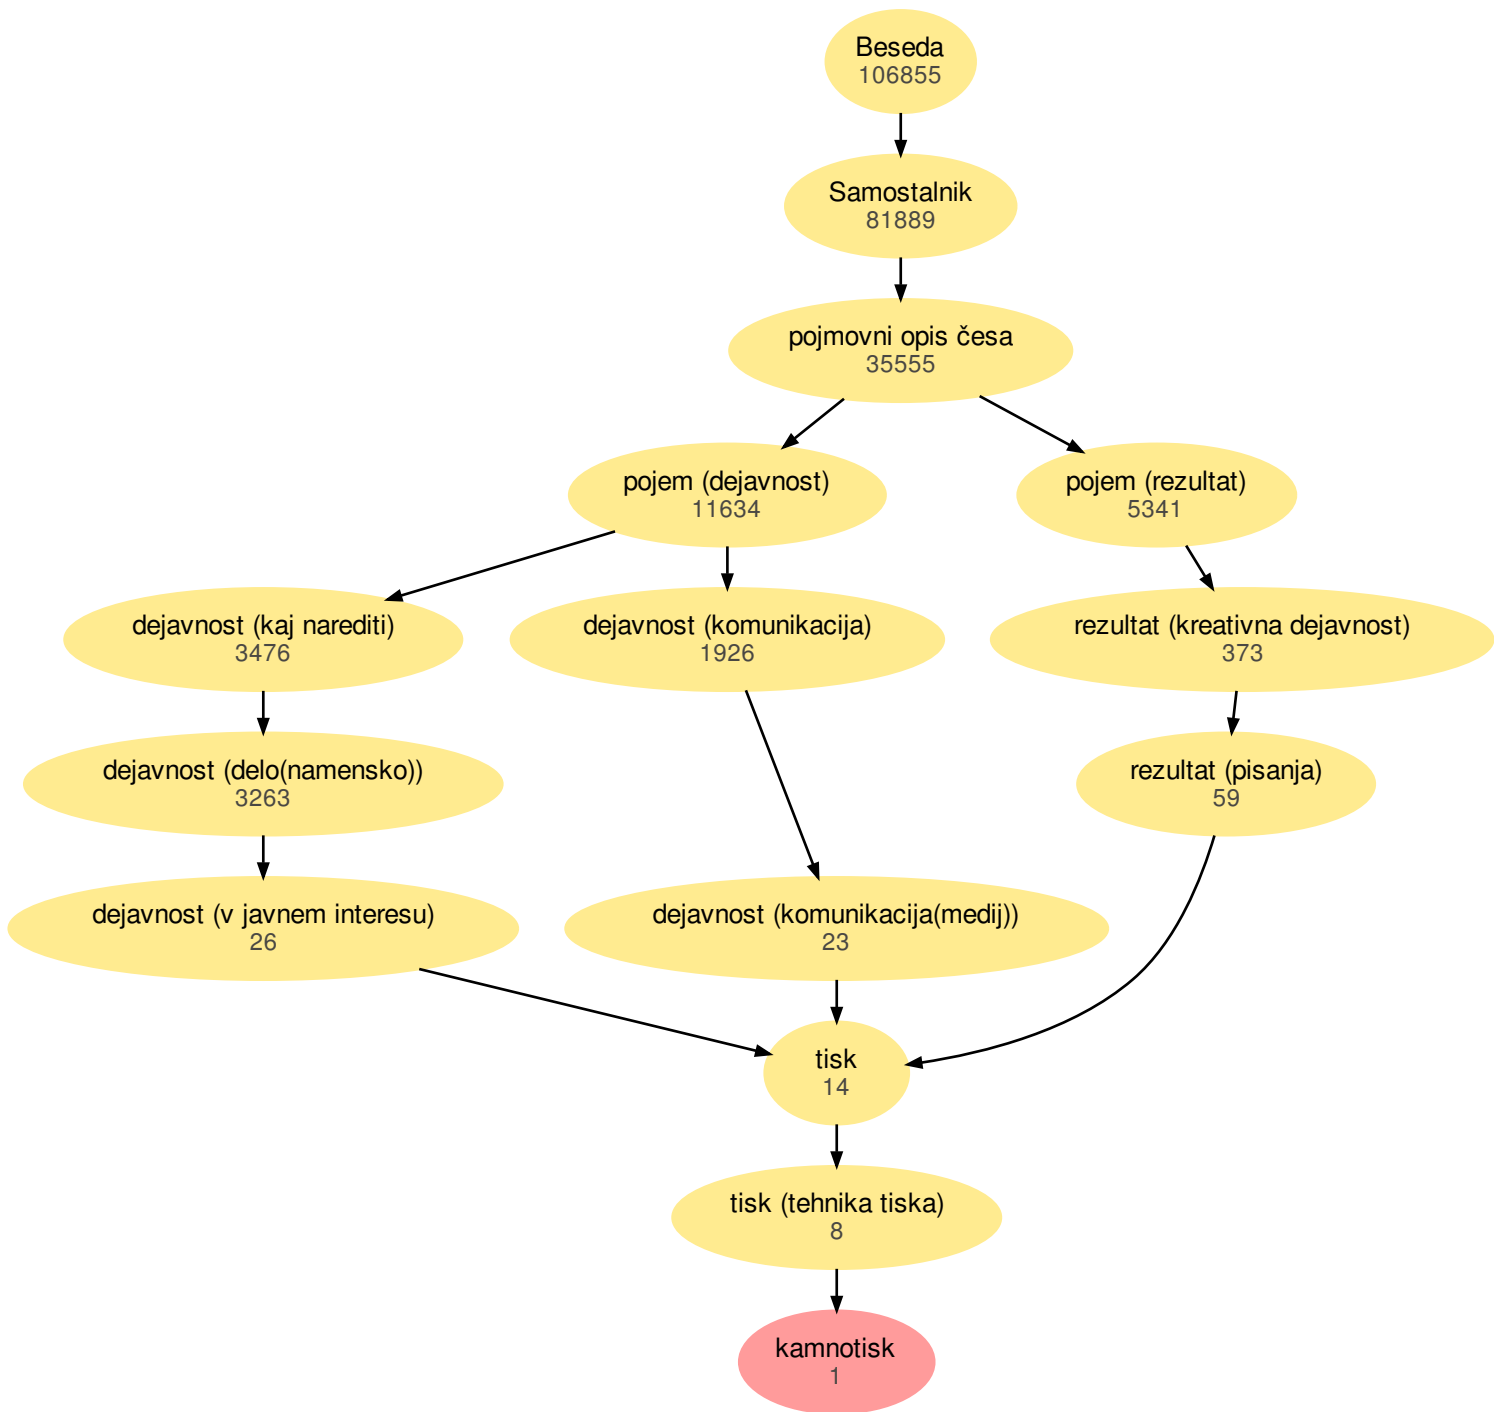 Beseda
106855
Samostalnik
81889
pojmovni opis česa
35555
pojem (dejavnost)
11634
pojem (rezultat)
5341
dejavnost (kaj narediti)
3476
dejavnost (komunikacija)
1926
rezultat (kreativna dejavnost)
373
dejavnost (delo(namensko))
3263
rezultat (pisanja)
59
dejavnost (v javnem interesu)
26
dejavnost (komunikacija(medij))
23
tisk
14
tisk (tehnika tiska)
8
kamnotisk
1